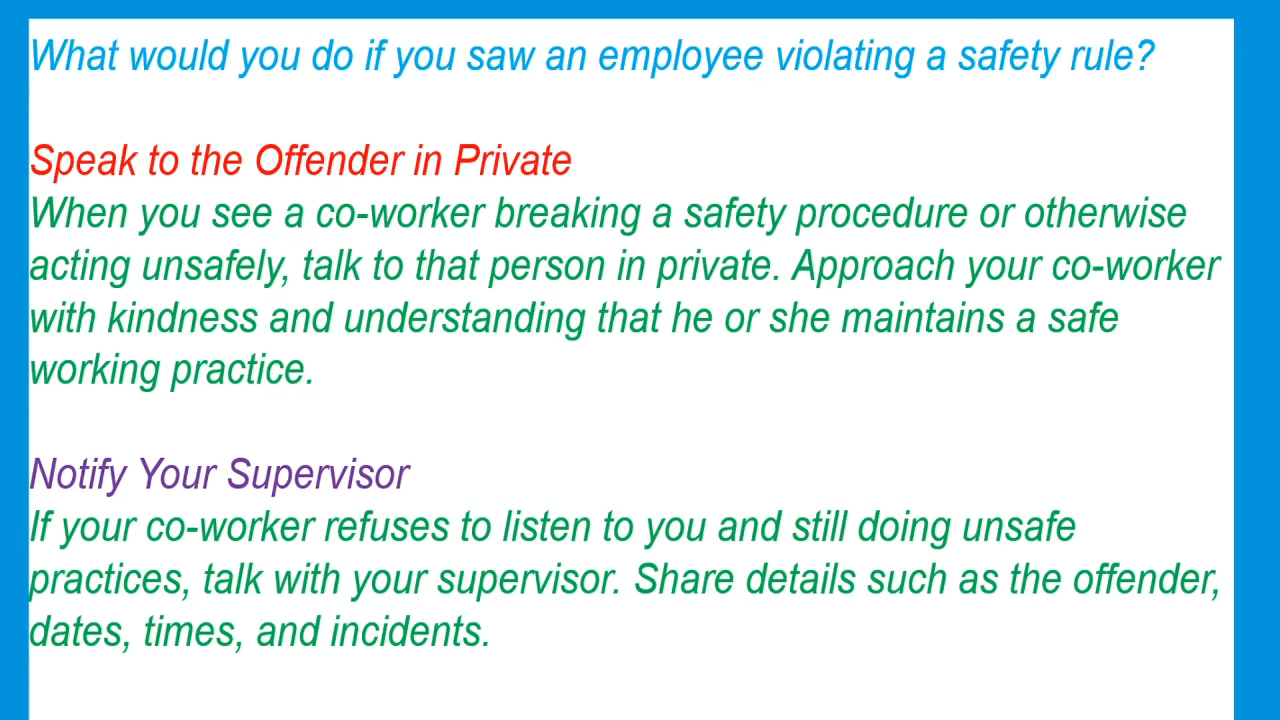 What would you do if you saw an employee violating a safety rule?
Speak to the Offender in Private
When you see a co-worker breaking a safety procedure or otherwise
acting unsafely, talk to that person in private. Approach your co-worker
with kindness and understanding that he or she maintains a safe
working practice.
Notify Your Supervisor
If your co-worker refuses to listen to you and still doing unsafe
practices, talk with your supervisor. Share details such as the offender,
dates, times, and incidents.